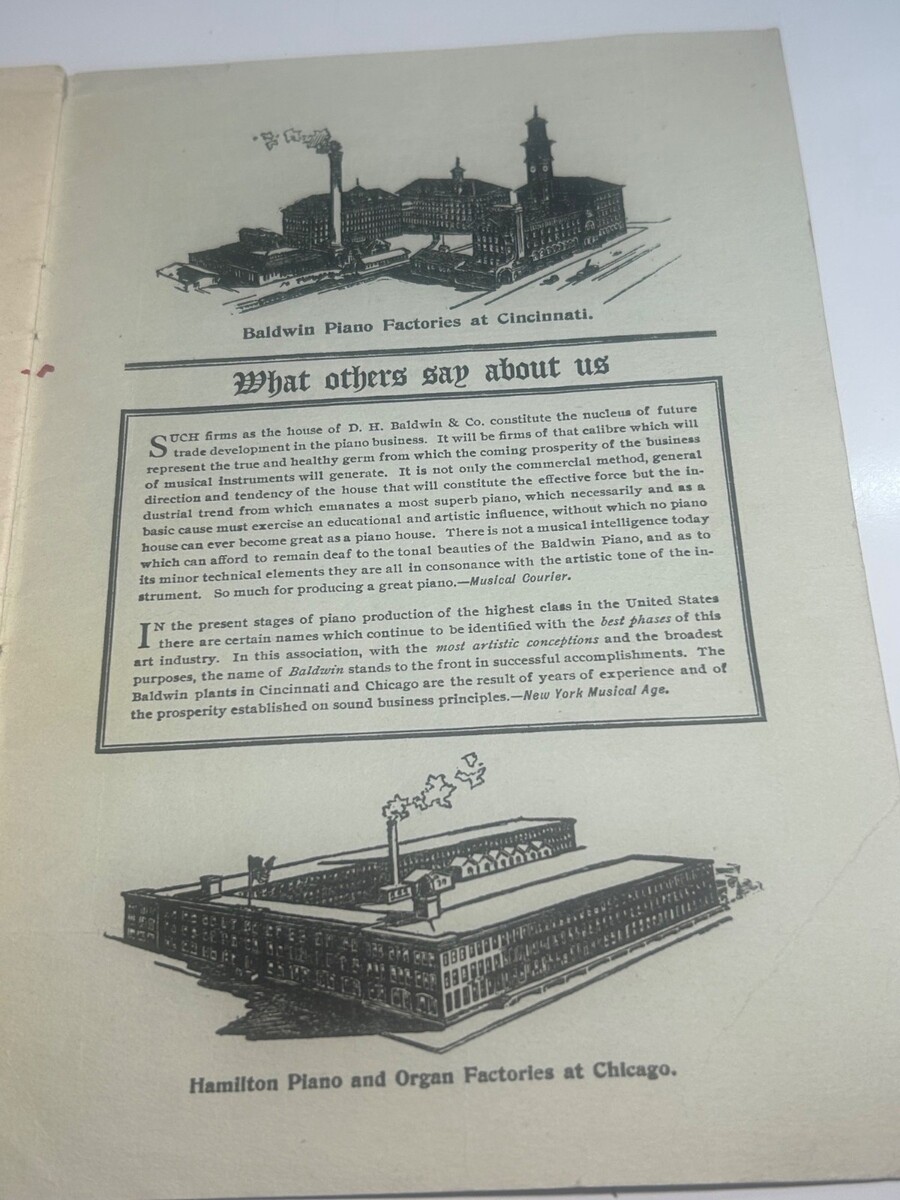 Baldwin Piano Factories at Cincinnati.
What others say about us
SUCH firms as the house of D. H. Baldwin & Co. constitute the nucleus of future
trade development in the piano business. It will be firms of that calibre which will
represent the true and healthy germ from which the coming prosperity of the business
of musical instruments will generate. It is not only the commercial method, general
direction and tendency of the house that will constitute the effective force but the in-
dustrial trend from which emanates a most superb piano, which necessarily and as a
basic cause must exercise an educational and artistic influence, without which no piano
house can ever become great as a piano house. There is not a musical intelligence today
which can afford to remain deaf to the tonal beauties of the Baldwin Piano, and as to
its minor technical elements they are all in consonance with the artistic tone of the in-
strument. So much for producing a great piano.—Musical Courier.
IN the present stages of piano production of the highest class in the United States
there are certain names which continue to be identified with the best phases of this
art industry. In this association, with the most artistic conceptions and the broadest
purposes, the name of Baldwin stands to the front in successful accomplishments. The
Baldwin plants in Cincinnati and Chicago are the result of years of experience and of
the prosperity established on sound business principles.—New York Musical Age.
Hamilton Piano and Organ Factories at Chicago.